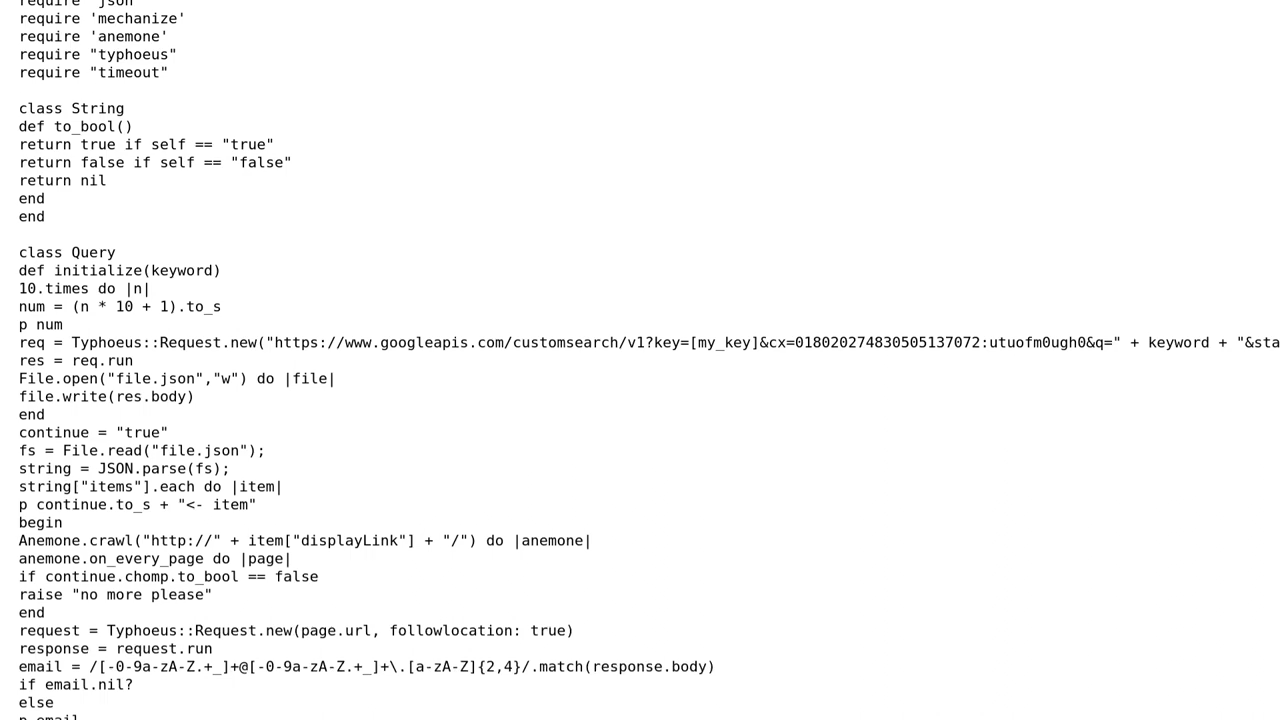 require 'json'
require 'mechanize'
require 'anemone'
require "typhoeus"
require "timeout"
class String
def to_bool()
return true if self == "true"
return false if self == "false"
return nil
end
end
class Query
def initialize(keyword)
10.times do |n|
num = (n * 10 + 1).to_s
p num
req = Typhoeus::Request.new("https://www.googleapis.com/customsearch/v1?key=[my_key]&cx=018020274830505137072:utuofm0ugh0&q=" + keyword + "&sta
res = req.run
File.open("file.json","w") do |file|
file.write(res.body)
end
continue = "true"
fs = File.read("file.json");
string = JSON.parse(fs);
string["items"].each do |item|
p continue.to_s + "<- item"
begin
Anemone.crawl("http://" + item["displayLink"] + "/") do |anemone|
anemone.on_every_page do |page|
if continue.chomp.to_bool == false
raise "no more please"
end
request = Typhoeus::Request.new(page.url, followlocation: true)
response = request.run
email = /[-0-9a-zA-Z.+_]+@[-0-9a-zA-Z.+_]+\.[a-zA-Z]{2,4}/.match(response.body)
if email.nil?
else
p email